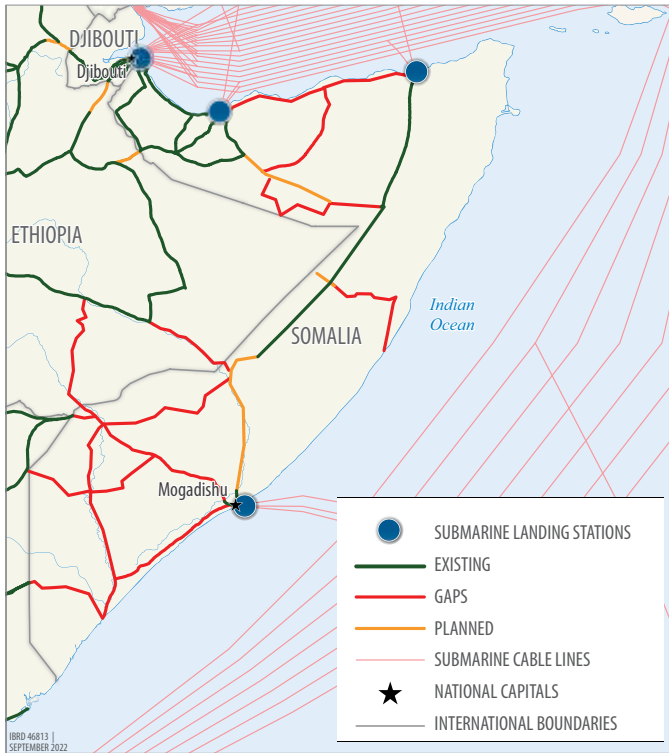 DJIBOUTI
Djibouti
ETHIOPIA
Indian
Ocean
SOMALIA
Mogadishu
SUBMARINE LANDING STATIONS
EXISTING
GAPS
PLANNED
SUBMARINE CABLE LINES
NATIONAL CAPITALS
INTERNATIONAL BOUNDARIES
IBRD 46813 |
SEPTEMBER 2022